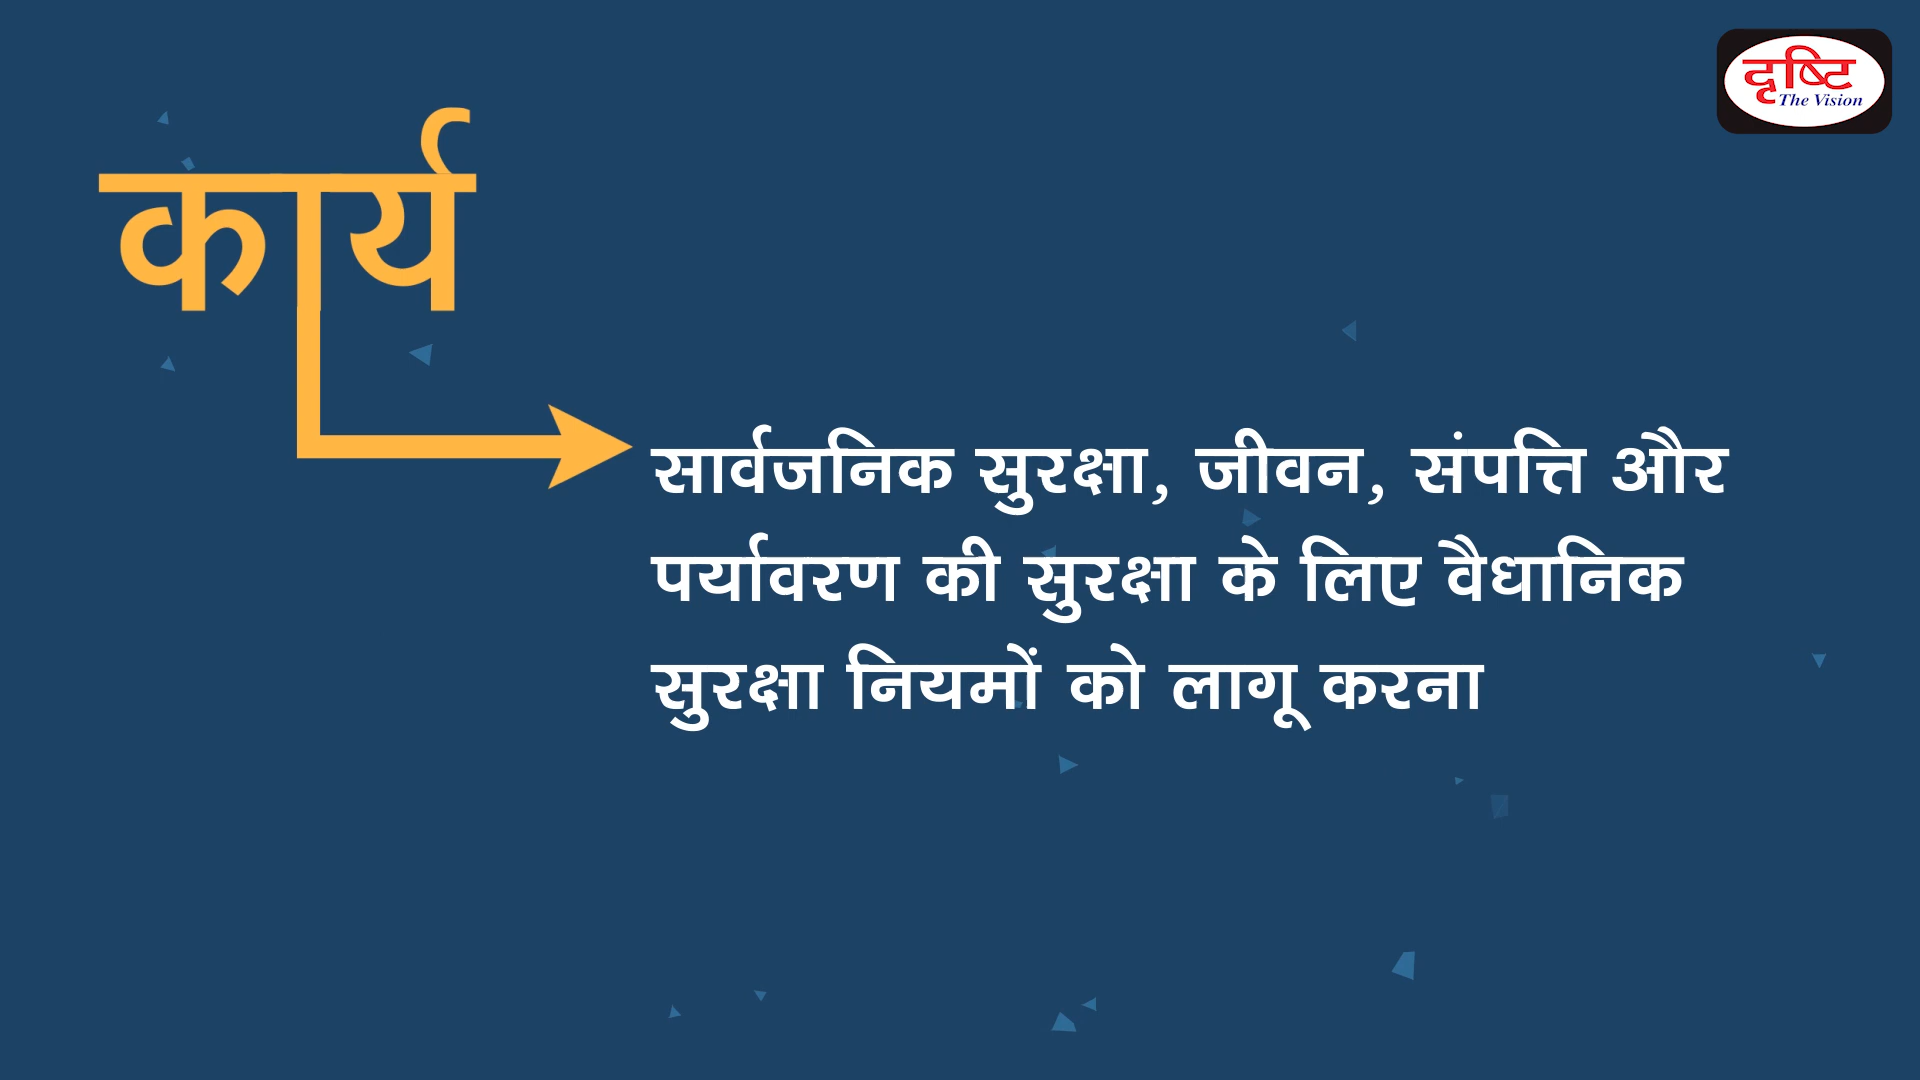 दृष्टि
The Vision
कार्य
सार्वजनिक सुरक्षा, जीवन, संपत्ति और
पर्यावरण की सुरक्षा के लिए वैधानिक
सुरक्षा नियमों को लागू करना